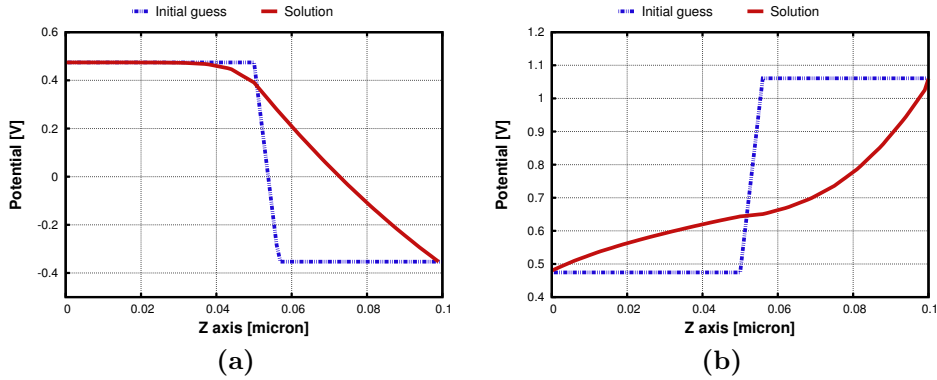 Initial guess Solution
0.6
0.4
0.2
0
-0.2
-0.4
Potential [V]
0 0.02 0.04 0.06 0.08 0.1
Z axis [micron]
(a)
Initial guess Solution
1.2
1.1
1
0.9
0.8
0.7
0.6
0.5
0.4
Potential [V]
0 0.02 0.04 0.06 0.08 0.1
Z axis [micron]
(b)